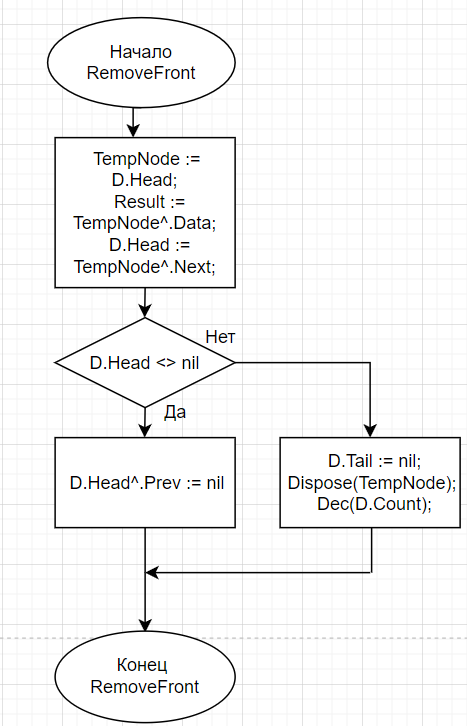 Начало
RemoveFront
TempNode :=
D.Head;
Result :=
TempNode^.Data;
D.Head :=
TempNode^.Next;
Нет
D.Head <> nil
Да
D.Head^.Prev := nil
D.Tail := nil;
Dispose(TempNode);
Dec(D.Count);
Конец
RemoveFront